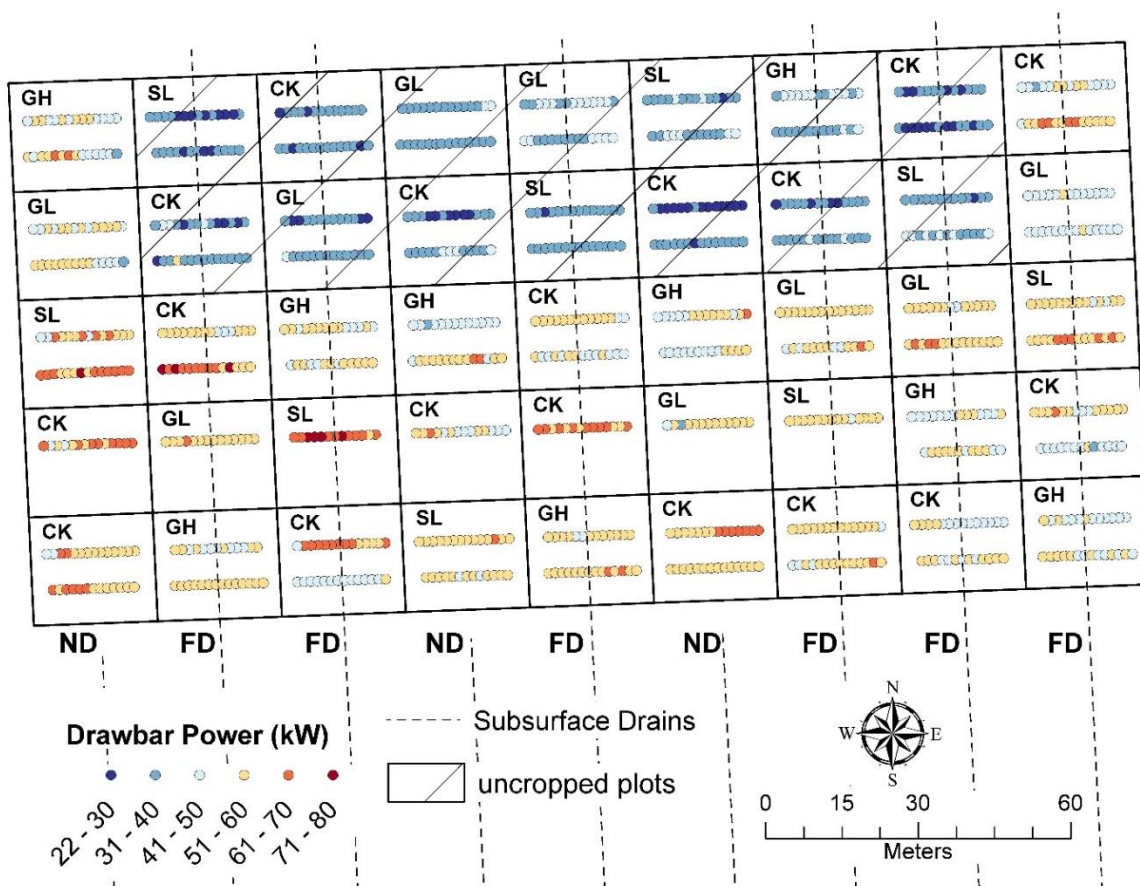 GH SL CK GL GL SL GH CK CK
GL CK GL CK SL CK CK SL GL
SL CK GH GH CK GH GL GL SL
CK GL SL CK CK GL SL GH CK
CK GH CK SL GH CK CK CK GH
ND FD FD ND FD ND FD FD FD
Drawbar Power (kW)
22 - 30
31 - 40
41 - 50
51 - 60
61 - 70
71 - 80
Subsurface Drains
uncropped plots
N
W E
S
0 15 30 60
Meters